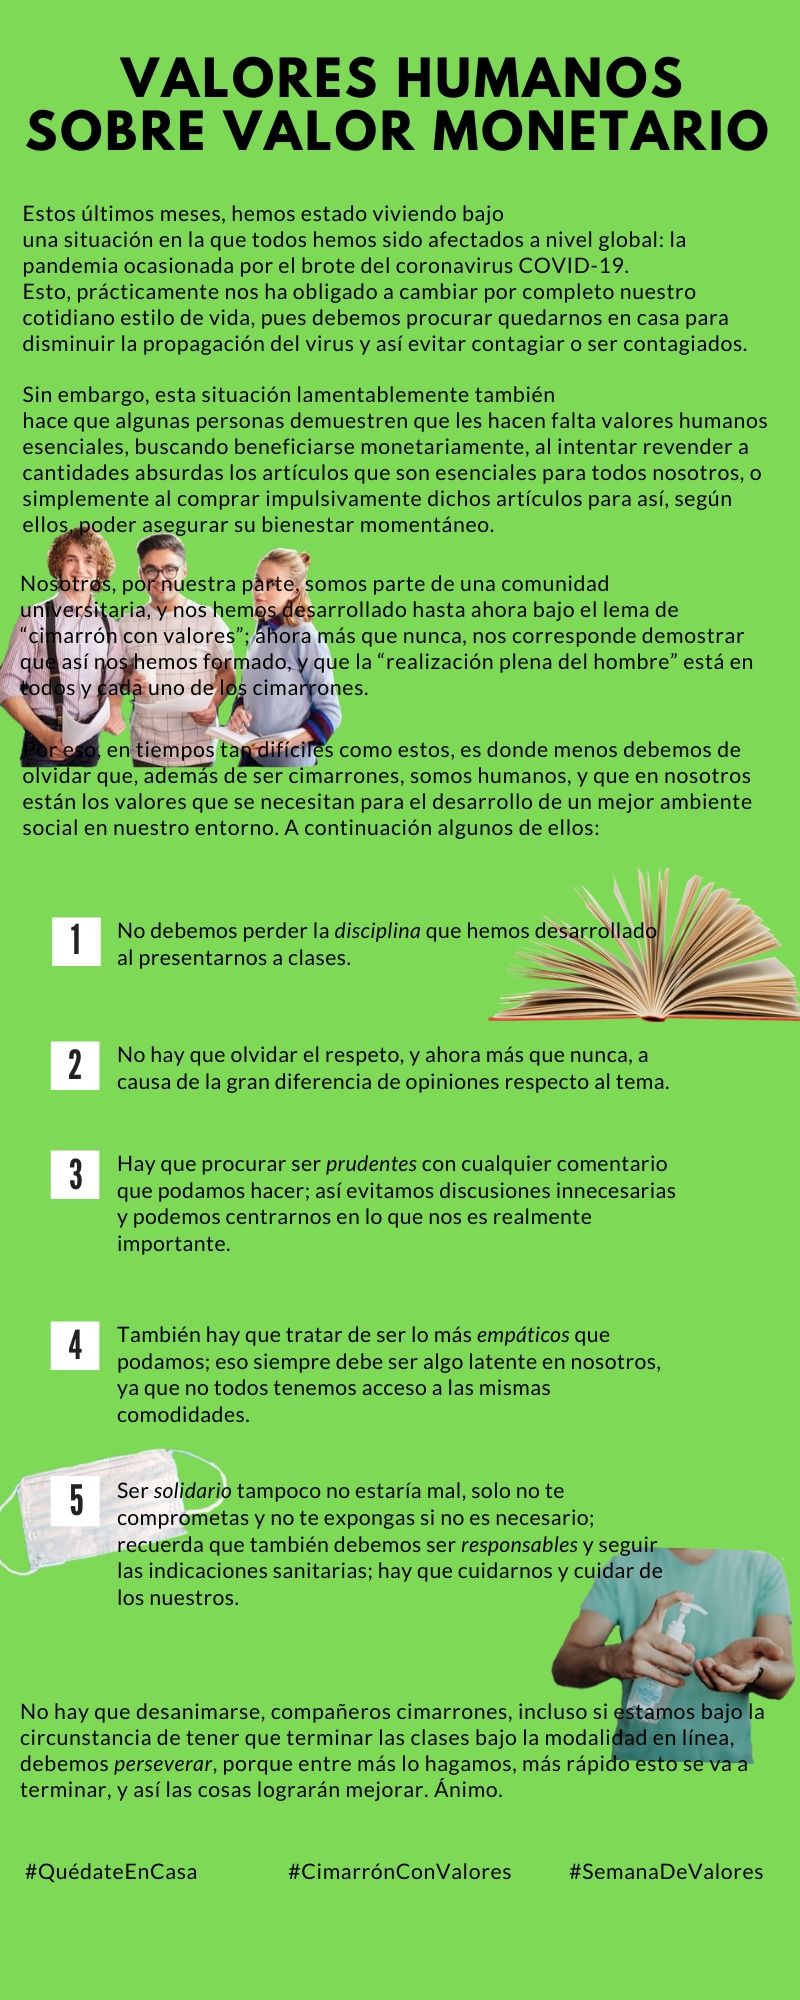 VALORES HUMANOS
SOBRE VALOR MONETARIO
Estos últimos meses, hemos estado viviendo bajo
una situación en la que todos hemos sido afectados a nivel global: la
pandemia ocasionada por el brote del coronavirus COVID-19.
Esto, prácticamente nos ha obligado a cambiar por completo nuestro
cotidiano estilo de vida, pues debemos procurar quedarnos en casa para
disminuir la propagación del virus y así evitar contagiar o ser contagiados.
Sin embargo, esta situación lamentablemente también
hace que algunas personas demuestren que les hacen falta valores humanos
esenciales, buscando beneficiarse monetariamente, al intentar revender a
cantidades absurdas los artículos que son esenciales para todos nosotros, o
simplemente al comprar impulsivamente dichos artículos para así, según
ellos, poder asegurar su bienestar momentáneo.
Nosotros, por nuestra parte, somos parte de una comunidad
universitaria, y nos hemos desarrollado hasta ahora bajo el lema de
“cimarrón con valores”; ahora más que nunca, nos corresponde demostrar
que así nos hemos formado, y que la “realización plena del hombre” está en
todos y cada uno de los cimarrones.
Por eso, en tiempos tan difíciles como estos, es donde menos debemos de
olvidar que, además de ser cimarrones, somos humanos, y que en nosotros
están los valores que se necesitan para el desarrollo de un mejor ambiente
social en nuestro entorno. A continuación algunos de ellos:
1 No debemos perder la disciplina que hemos desarrollado
al presentarnos a clases.
2 No hay que olvidar el respeto, y ahora más que nunca, a
causa de la gran diferencia de opiniones respecto al tema.
3 Hay que procurar ser prudentes con cualquier comentario
que podamos hacer; así evitamos discusiones innecesarias
y podemos centrarnos en lo que nos es realmente
importante.
4 También hay que tratar de ser lo más empáticos que
podamos; eso siempre debe ser algo latente en nosotros,
ya que no todos tenemos acceso a las mismas
comodidades.
5 Ser solidario tampoco no estaría mal, solo no te
comprometas y no te expongas si no es necesario;
recuerda que también debemos ser responsables y seguir
las indicaciones sanitarias; hay que cuidarnos y cuidar de
los nuestros.
No hay que desanimarse, compañeros cimarrones, incluso si estamos bajo la
circunstancia de tener que terminar las clases bajo la modalidad en línea,
debemos perseverar, porque entre más lo hagamos, más rápido esto se va a
terminar, y así las cosas lograrán mejorar. Ánimo.
#QuédateEnCasa #CimarrónConValores #SemanaDeValores